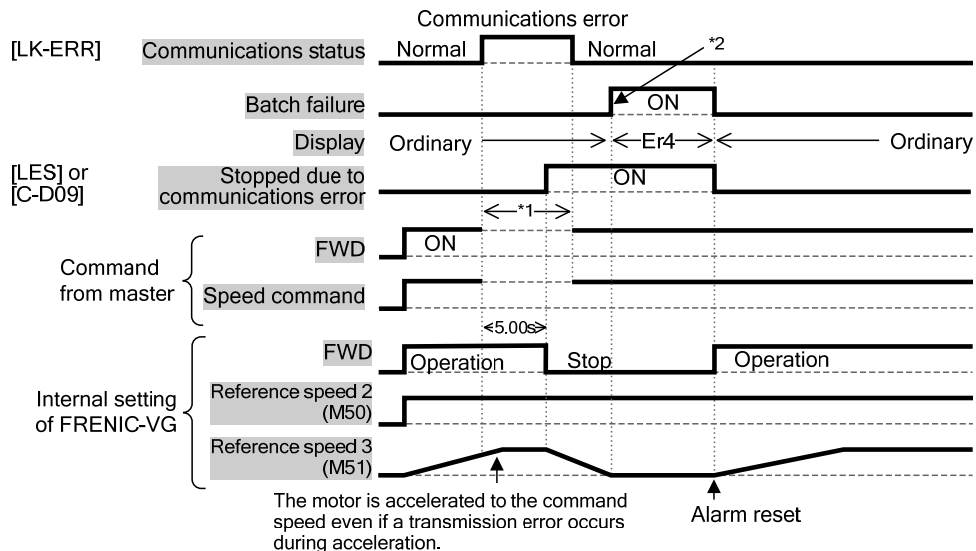 Communications error
[LK-ERR] Communications status Normal Normal *2
Batch failure ON
Display Ordinary Er4 Ordinary
[LES] or
[C-D09]
Stopped due to
communications error
ON
*1
FWD ON
Command
from master
Speed command
5.00s
FWD Operation Stop Operation
Internal setting
of FRENIC-VG
Reference speed 2
(M50)
Reference speed 3
(M51)
The motor is accelerated to the command
speed even if a transmission error occurs
during acceleration.
Alarm reset